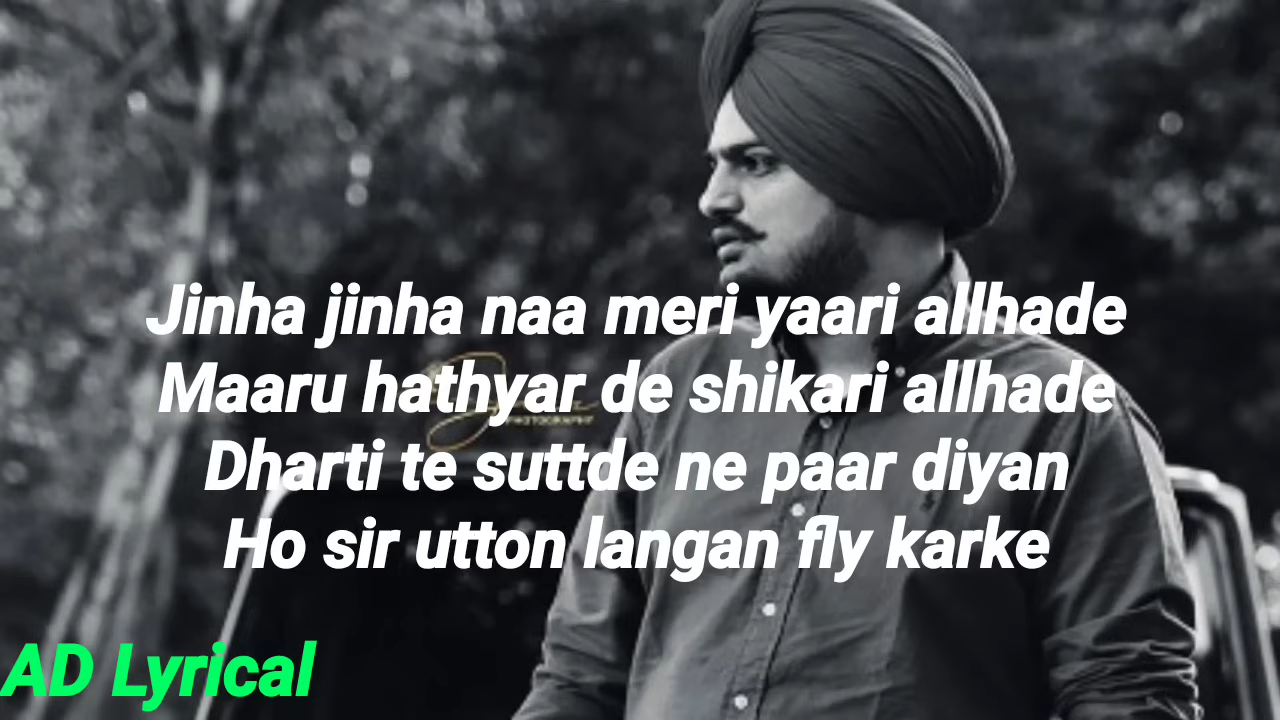 Jinha jinha naa meri yaari allhade
Maaru hathyar de shikari allhade
PHOTOGRAPHY
Dharti te suttde ne paar diyan
Ho sir utton langan fly karke
AD Lyrical